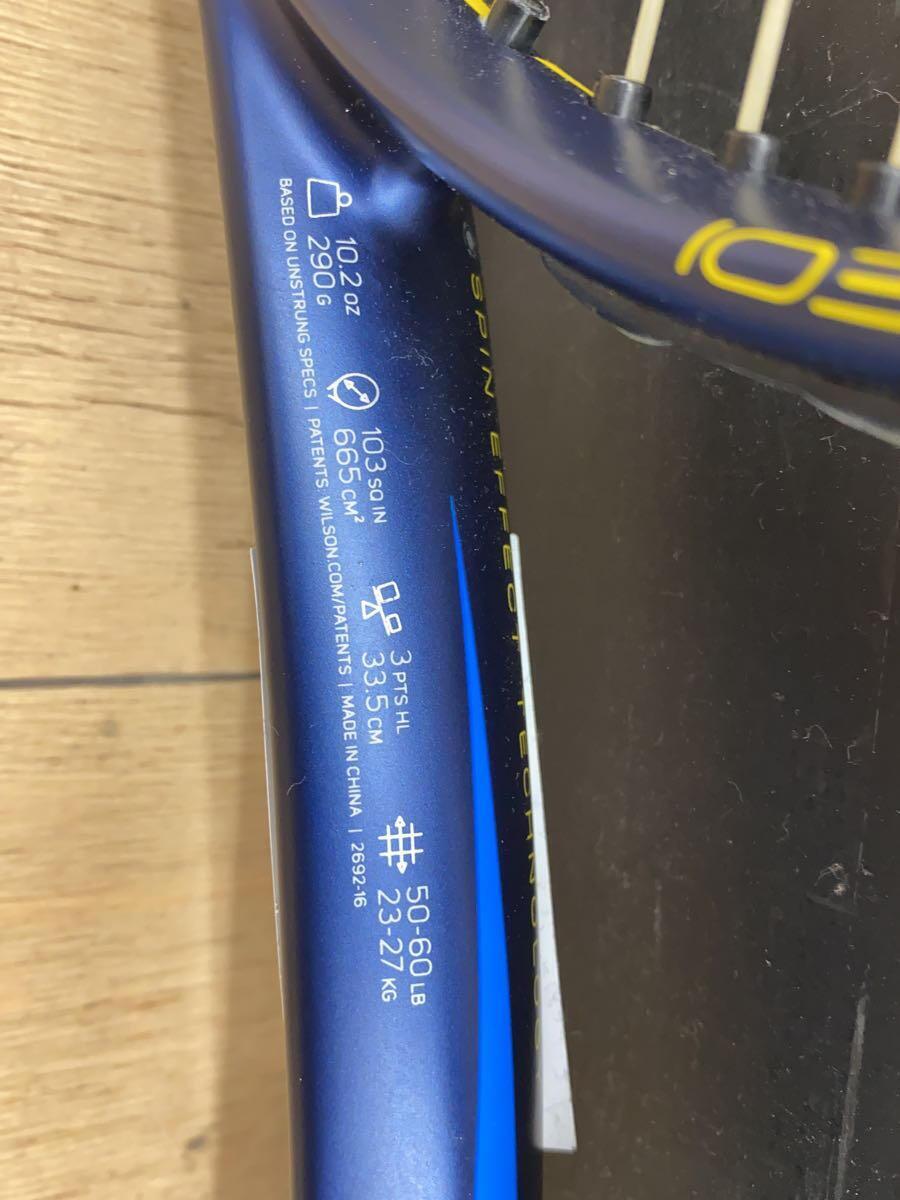 10.2 OZ
290 G
103 SQ IN
665 CM²
3 PTS HL
33.5 CM
50-60 LB
23-27 KG
BASED ON UNSTRUNG SPECS | PATENTS: WILSON.COM/PATENTS | MADE IN CHINA | 2692-16
SPIN EFFECT TECHNOLOGY
103